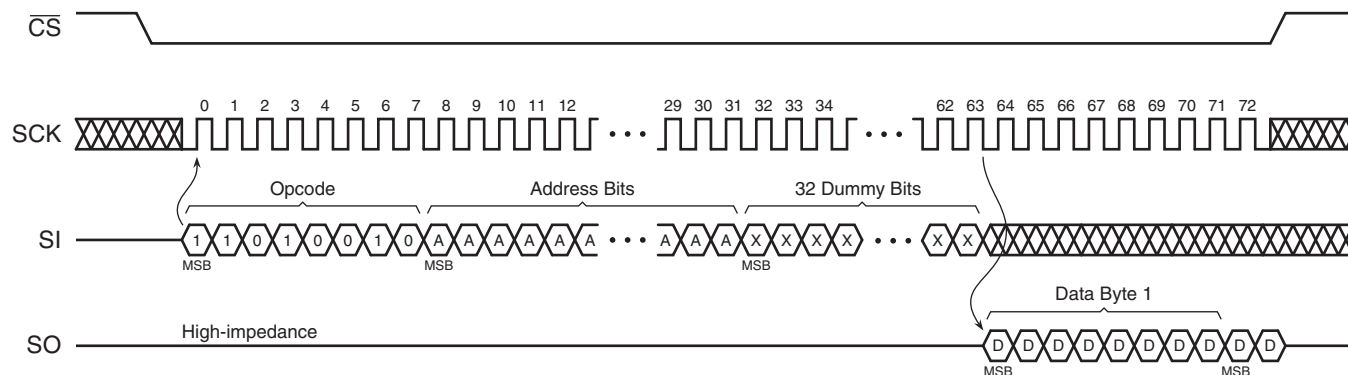 CS
0 1 2 3 4 5 6 7 8 9 10 11 12 29 30 31 32 33 34 62 63 64 65 66 67 68 69 70 71 72
SCK
Opcode Address Bits 32 Dummy Bits
SI 1 1 0 1 0 0 1 0 A A A A A A A A A X X X X X X
MSB MSB MSB
Data Byte 1
High-impedance
SO D D D D D D D D D D
MSB MSB